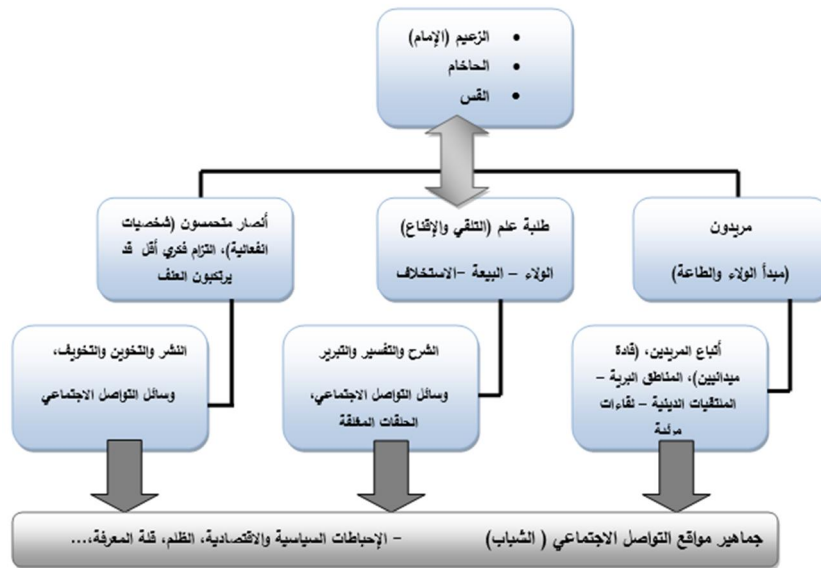 • الزعيم (الإمام)
• الحاخام
• القس
مريدون
(مبدأ الولاء والطاعة)
طلبة علم (التلقي والإقناع)
الولاء – البيعة –الاستخلاف
أنصار متحمسون (شخصيات
انفعالية)، التزام فكري أقل قد
يرتكبون العنف
أتباع المريدين، (قادة
ميدانيين)، المناطق البرية –
الملتقيات الدينية – لقاءات
مرئية
الشرح والتفسير والتبرير
وسائل التواصل الاجتماعي،
الحلقات المغلقة
النشر والتخوين والتخويف،
وسائل التواصل الاجتماعي
جماهير مواقع التواصل الاجتماعي ( الشباب) – الإحباطات السياسية والاقتصادية، الظلم، قلة المعرفة،...